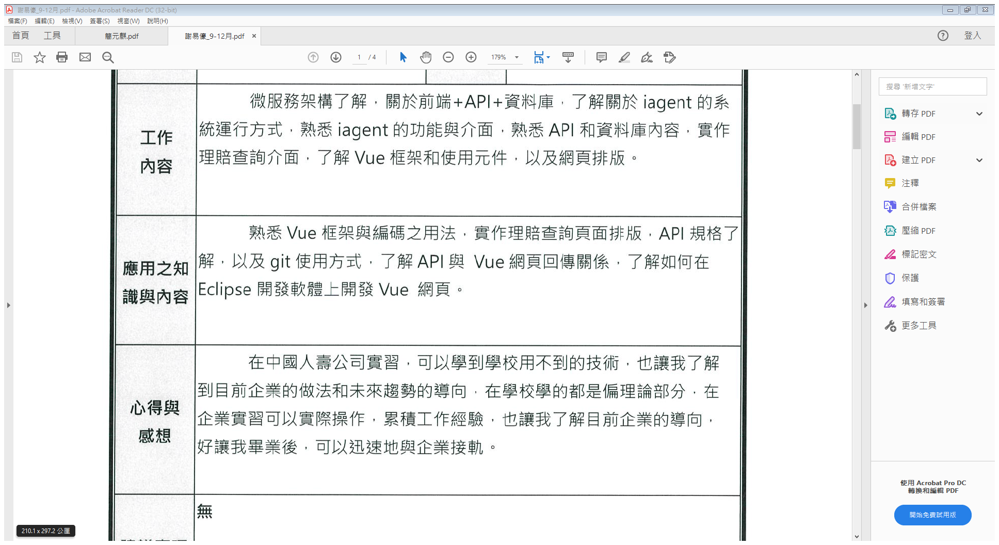 謝易優_9-12月.pdf - Adobe Acrobat Reader DC (32-bit)
檔案(F) 編輯(E) 檢視(V) 簽署(S) 視窗(W) 說明(H)
首頁 工具 簡元麒.pdf 謝易優_9-12月.pdf × 登入
1 / 4 179%
工作
內容
微服務架構了解，關於前端+API+資料庫，了解關於 iagent 的系
統運行方式，熟悉 iagent 的功能與介面，熟悉 API 和資料庫內容，實作
理賠查詢介面，了解 Vue 框架和使用元件，以及網頁排版。
應用之知
識與內容
熟悉 Vue 框架與編碼之用法，實作理賠查詢頁面排版，API 規格了
解，以及 git 使用方式，了解 API 與 Vue 網頁回傳關係，了解如何在
Eclipse 開發軟體上開發 Vue 網頁。
心得與
感想
在中國人壽公司實習，可以學到學校用不到的技術，也讓我了解
到目前企業的做法和未來趨勢的導向，在學校學的都是偏理論部分，在
企業實習可以實際操作，累積工作經驗，也讓我了解目前企業的導向，
好讓我畢業後，可以迅速地與企業接軌。
無
210.1 x 297.2 公厘
搜尋 '新增文字'
轉存 PDF
編輯 PDF
建立 PDF
注釋
合併檔案
壓縮 PDF
標記密文
保護
填寫和簽署
更多工具
使用 Acrobat Pro DC
轉換和編輯 PDF
開始免費試用版